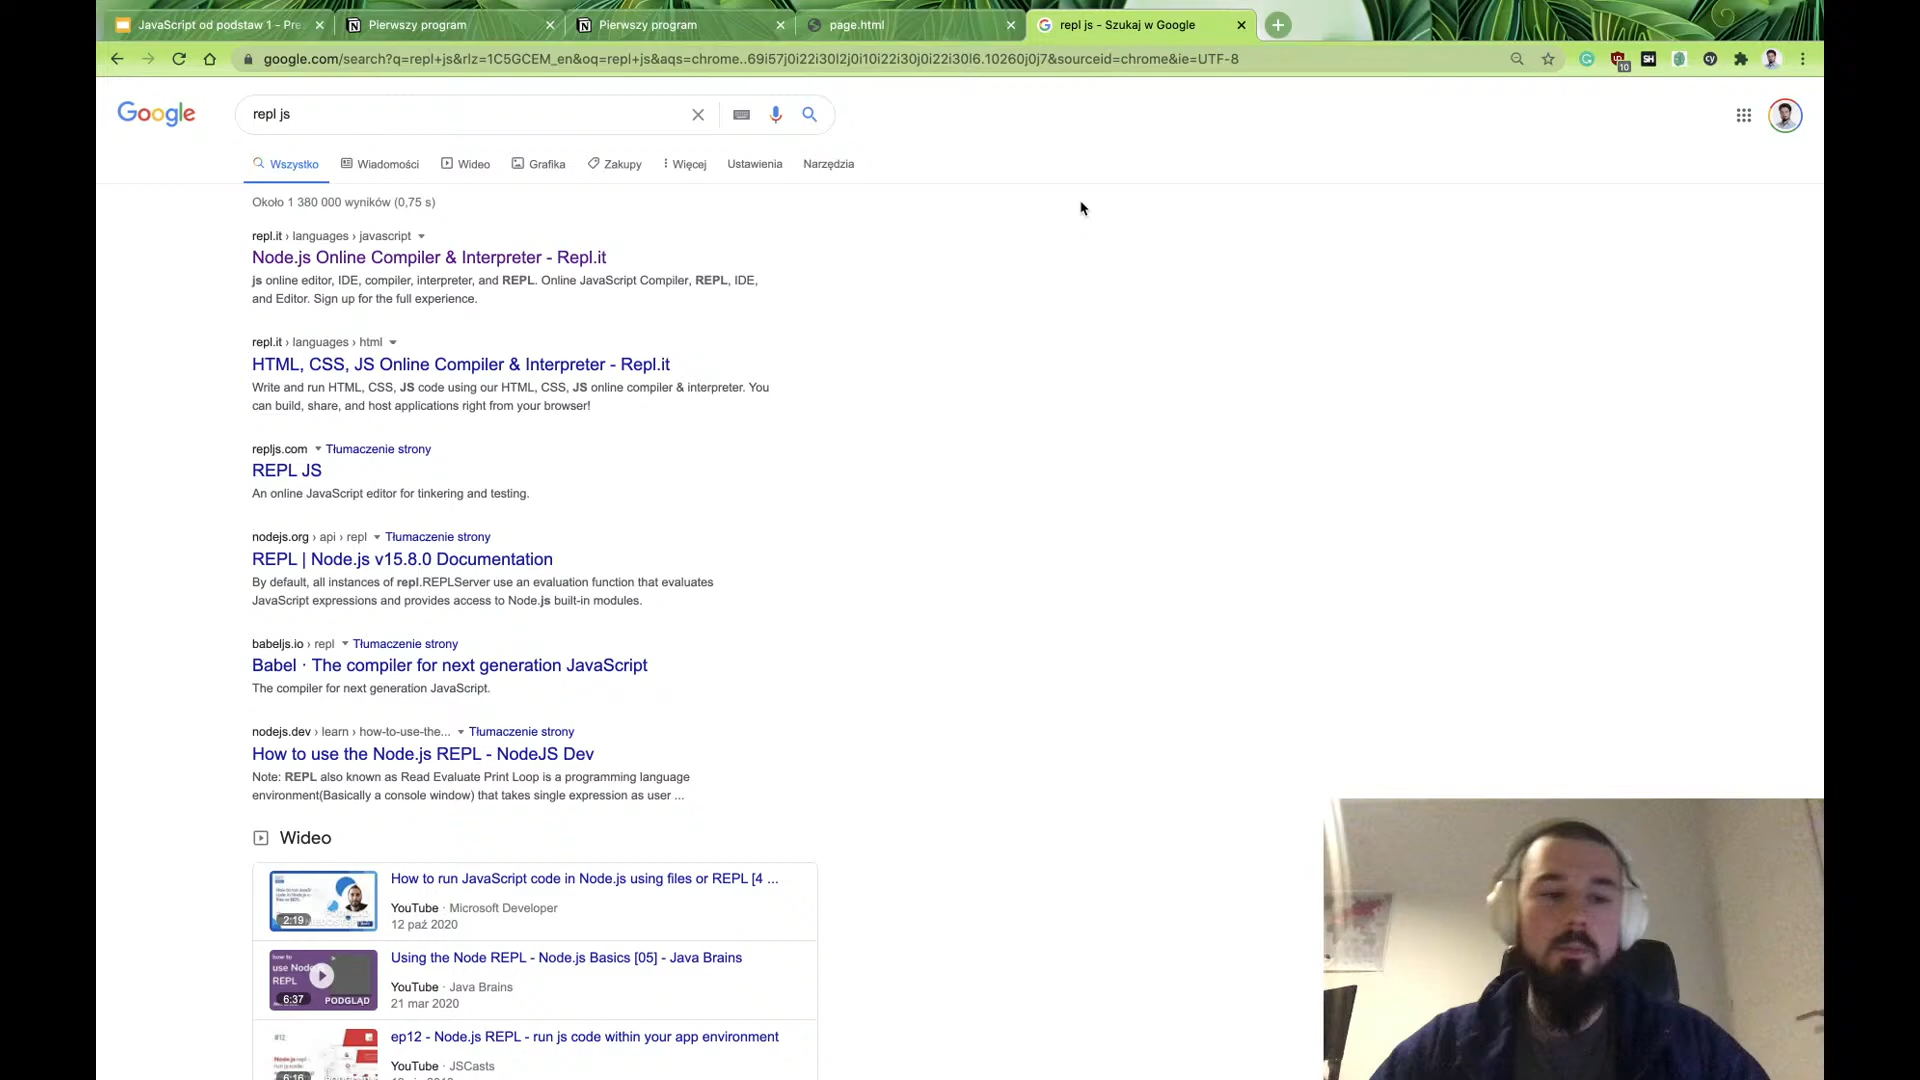 JavaScript od podstaw 1 - Pre
Pierwszy program
Pierwszy program
page.html
repl js - Szukaj w Google
google.com/search?q=repl+js&rlz=1C5GCEM_en&oq=repl+js&aqs=chrome..69i57j0i22i30l2j0i10i22i30j0i22i30l6.10260j0j7&sourceid=chrome&ie=UTF-8
10
SH
cy
Google
repl js
Wszystko
Wiadomości
Wideo
Grafika
Zakupy
Więcej
Ustawienia
Narzędzia
Około 1 380 000 wyników (0,75 s)
repl.it › languages › javascript
Node.js Online Compiler & Interpreter - Repl.it
js online editor, IDE, compiler, interpreter, and REPL. Online JavaScript Compiler, REPL, IDE,
and Editor. Sign up for the full experience.
repl.it › languages › html
HTML, CSS, JS Online Compiler & Interpreter - Repl.it
Write and run HTML, CSS, JS code using our HTML, CSS, JS online compiler & interpreter. You
can build, share, and host applications right from your browser!
repljs.com Tłumaczenie strony
REPL JS
An online JavaScript editor for tinkering and testing.
nodejs.org › api › repl Tłumaczenie strony
REPL | Node.js v15.8.0 Documentation
By default, all instances of repl.REPLServer use an evaluation function that evaluates
JavaScript expressions and provides access to Node.js built-in modules.
babeljs.io › repl Tłumaczenie strony
Babel · The compiler for next generation JavaScript
The compiler for next generation JavaScript.
nodejs.dev › learn › how-to-use-the... Tłumaczenie strony
How to use the Node.js REPL - NodeJS Dev
Note: REPL also known as Read Evaluate Print Loop is a programming language
environment(Basically a console window) that takes single expression as user ...
Wideo
How to run JavaScript code in Node.js using files or REPL [4 ...
2:19
YouTube · Microsoft Developer
12 paź 2020
how to
use Node
REPL
6:37
PODGLĄD
Using the Node REPL - Node.js Basics [05] - Java Brains
YouTube · Java Brains
21 mar 2020
#12
Node.js repl
6:16
ep12 - Node.js REPL - run js code within your app environment
YouTube · JSCasts